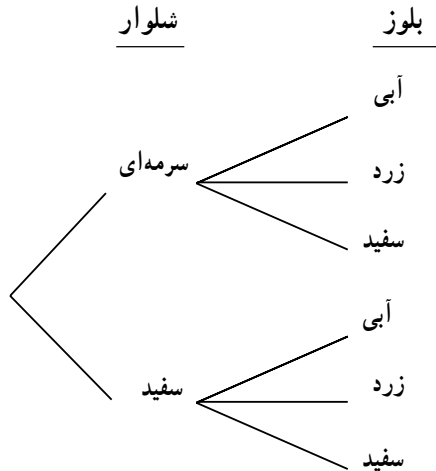 شلوار
بلوز
سرمه‌ای
آبی
زرد
سفید
سفید
آبی
زرد
سفید